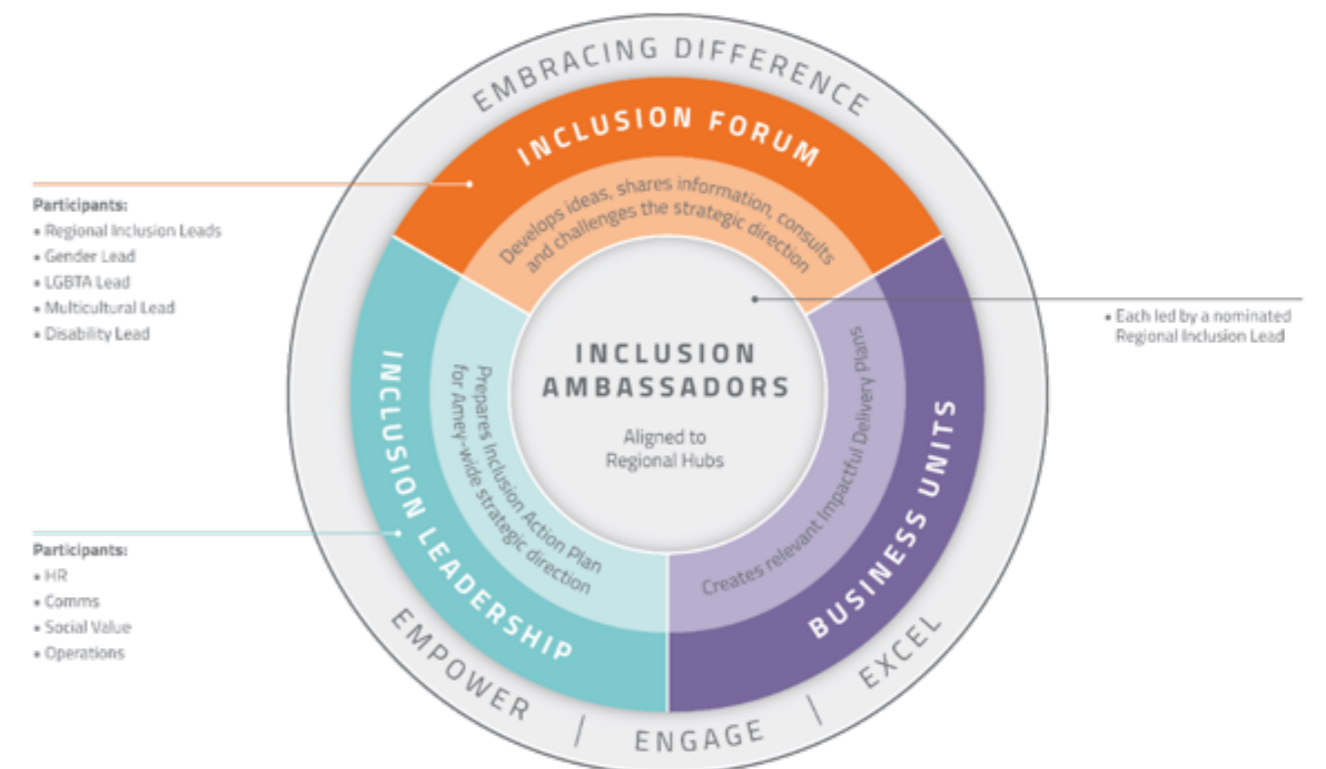 EMBRACING DIFFERENCE
INCLUSION FORUM
Develops ideas, shares information, consults
and challenges the strategic direction
Participants:
• Regional Inclusion Leads
• Gender Lead
• LGBTA Lead
• Multicultural Lead
• Disability Lead
• Each led by a nominated
Regional Inclusion Lead
INCLUSION
AMBASSADORS
Aligned to
Regional Hubs
INCLUSION LEADERSHIP
Prepares Inclusion Action Plan
for Amey-wide strategic direction
BUSINESS UNITS
Creates relevant Impactful Delivery Plans
Participants:
• HR
• Comms
• Social Value
• Operations
EMPOWER | ENGAGE | EXCEL